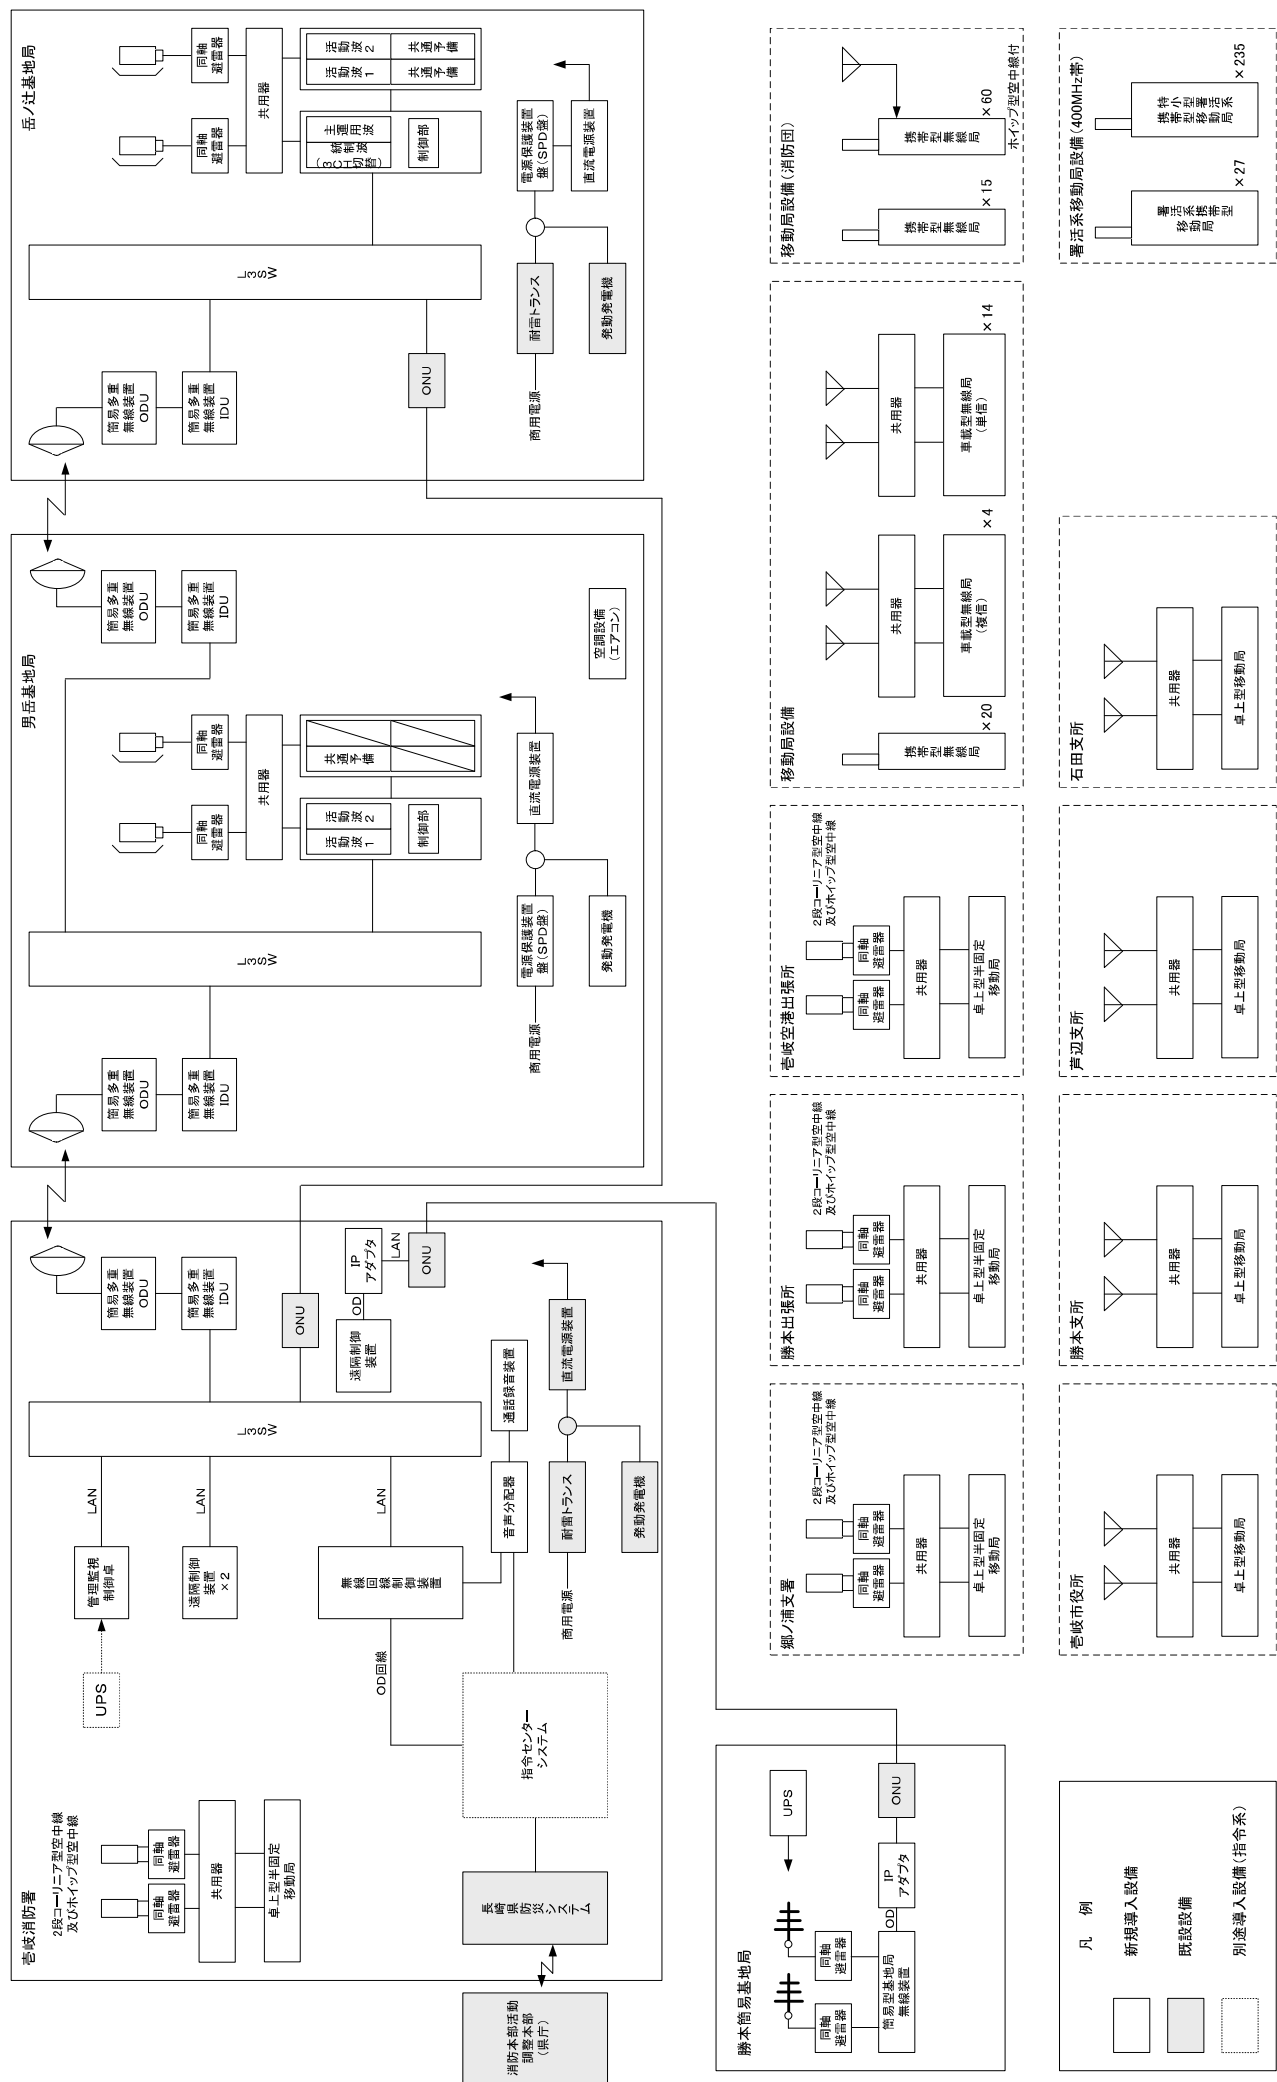 壱岐消防署
2段コーリニア型空中線
及びホイップ型空中線
同軸
避雷器
同軸
避雷器
共用器
卓上型半固定
移動局
UPS
管理監視
制御卓
LAN
遠隔制御
装置
×2
LAN
無線回線制御装置
LAN
OD回線
指令センター
システム
長崎県防災システム
消防本部活動
調整本部
(県庁)
音声分配器
通話録音装置
商用電源
耐雷トランス
直流電源装置
発動発電機
L3SW
簡易多重
無線装置
ODU
簡易多重
無線装置
IDU
ONU
遠隔制御
装置
OD
IP
アダプタ
LAN
ONU
男岳基地局
簡易多重
無線装置
ODU
簡易多重
無線装置
IDU
L3SW
同軸
避雷器
同軸
避雷器
共用器
活動波1
活動波2
制御部
共通予備
簡易多重
無線装置
ODU
簡易多重
無線装置
IDU
商用電源
電源保護装置
盤(SPD盤)
直流電源装置
発動発電機
空調設備
(エアコン)
岳ノ辻基地局
簡易多重
無線装置
ODU
簡易多重
無線装置
IDU
ONU
L3SW
同軸
避雷器
同軸
避雷器
共用器
主運用波
統制波
(3CH切替)
制御部
活動波1
活動波2
共通予備
共通予備
商用電源
耐雷トランス
電源保護装置
盤(SPD盤)
直流電源装置
発動発電機
勝本簡易基地局
同軸
避雷器
同軸
避雷器
簡易型基地局
無線装置
OD
IP
アダプタ
ONU
UPS
郷ノ浦支署
2段コーリニア型空中線
及びホイップ型空中線
同軸
避雷器
同軸
避雷器
共用器
卓上型半固定
移動局
勝本出張所
2段コーリニア型空中線
及びホイップ型空中線
同軸
避雷器
同軸
避雷器
共用器
卓上型半固定
移動局
壱岐空港出張所
2段コーリニア型空中線
及びホイップ型空中線
同軸
避雷器
同軸
避雷器
共用器
卓上型半固定
移動局
移動局設備
携帯型無線局
×20
共用器
車載型無線局
(複信)
×4
共用器
車載型無線局
(単信)
×14
移動局設備(消防団)
携帯型無線局
×15
携帯型無線局
×60
ホイップ型空中線付
凡 例
新規導入設備
既設設備
別途導入設備(指令系)
壱岐市役所
共用器
卓上型移動局
勝本支所
共用器
卓上型移動局
芦辺支所
共用器
卓上型移動局
石田支所
共用器
卓上型移動局
署活系移動局設備(400MHz帯)
署活系携帯型
移動局
×27
特小型署活系
携帯型移動局
×235